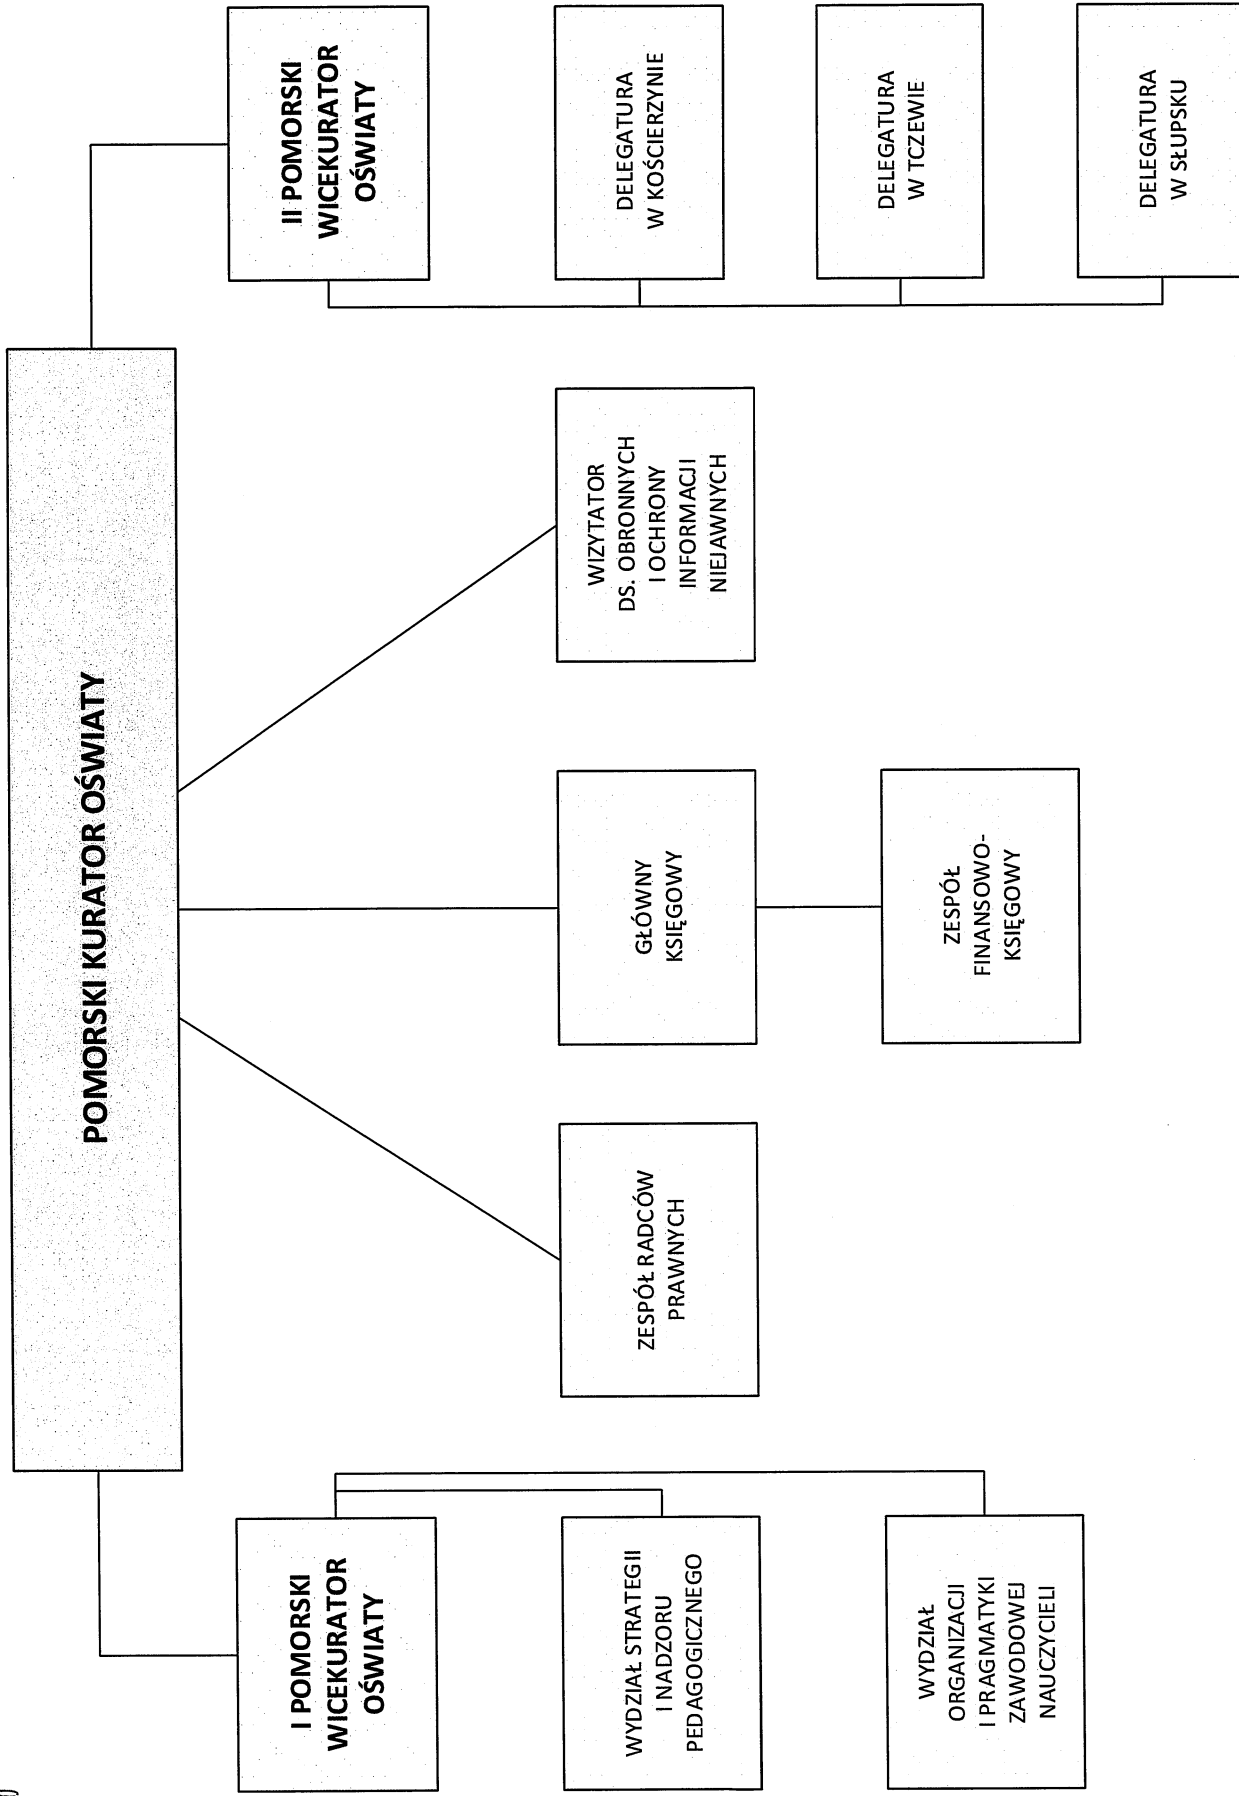 POMORSKI KURATOR OŚWIATY
I POMORSKI
WICEKURATOR
OŚWIATY
II POMORSKI
WICEKURATOR
OŚWIATY
WYDZIAŁ STRATEGII
I NADZORU
PEDAGOGICZNEGO
ZESPÓŁ RADCÓW
PRAWNYCH
GŁÓWNY
KSIĘGOWY
WIZYTATOR
DS. OBRONNYCH
I OCHRONY
INFORMACJI
NIEJAWNYCH
DELEGATURA
W KOŚCIERZYNIE
WYDZIAŁ
ORGANIZACJI
I PRAGMATYKI
ZAWODOWEJ
NAUCZYCIELI
ZESPÓŁ
FINANSOWO-
KSIĘGOWY
DELEGATURA
W TCZEWIE
DELEGATURA
W SŁUPSKU